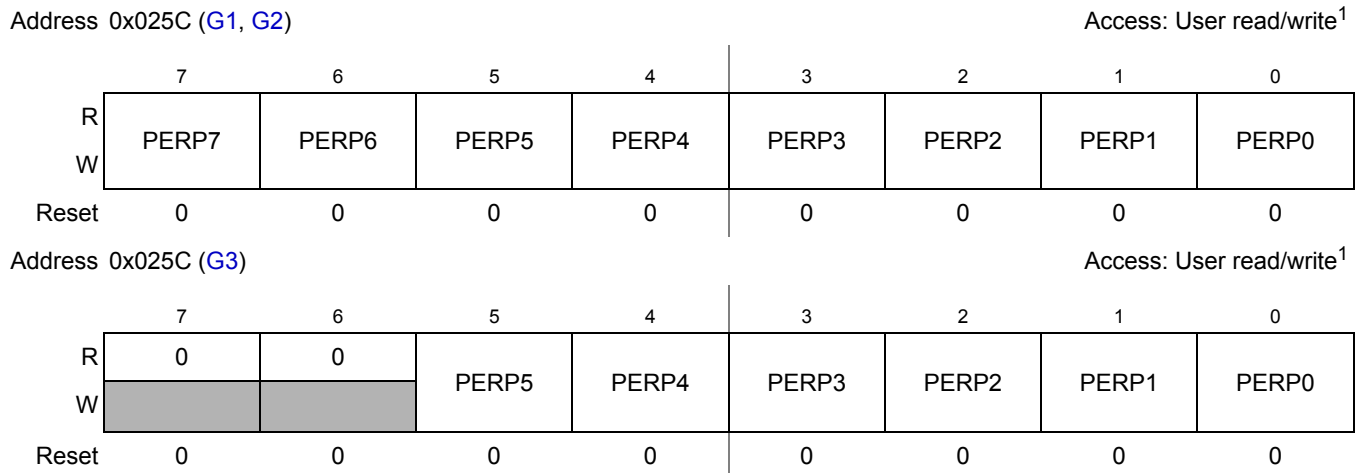 Address 0x025C (G1, G2) Access: User read/write1
7 6 5 4 3 2 1 0
R
PERP7 PERP6 PERP5 PERP4 PERP3 PERP2 PERP1 PERP0
W
Reset 0 0 0 0 0 0 0 0
Address 0x025C (G3) Access: User read/write1
7 6 5 4 3 2 1 0
R 0 0
PERP5 PERP4 PERP3 PERP2 PERP1 PERP0
W
Reset 0 0 0 0 0 0 0 0